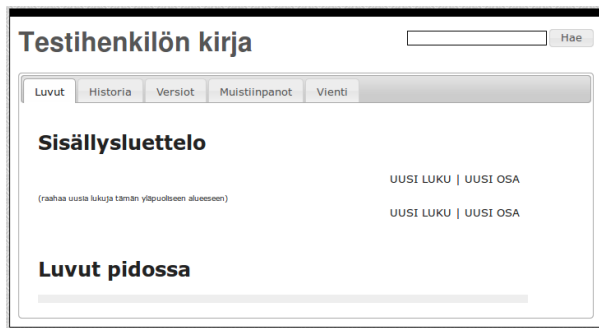 Testihenkilön kirja
Hae
Luvut Historia Versiot Muistiinpanot Vienti
Sisällysluettelo
UUSI LUKU | UUSI OSA
(raahaa uusia lukuja tämän yläpuoliseen alueeseen)
UUSI LUKU | UUSI OSA
Luvut pidossa